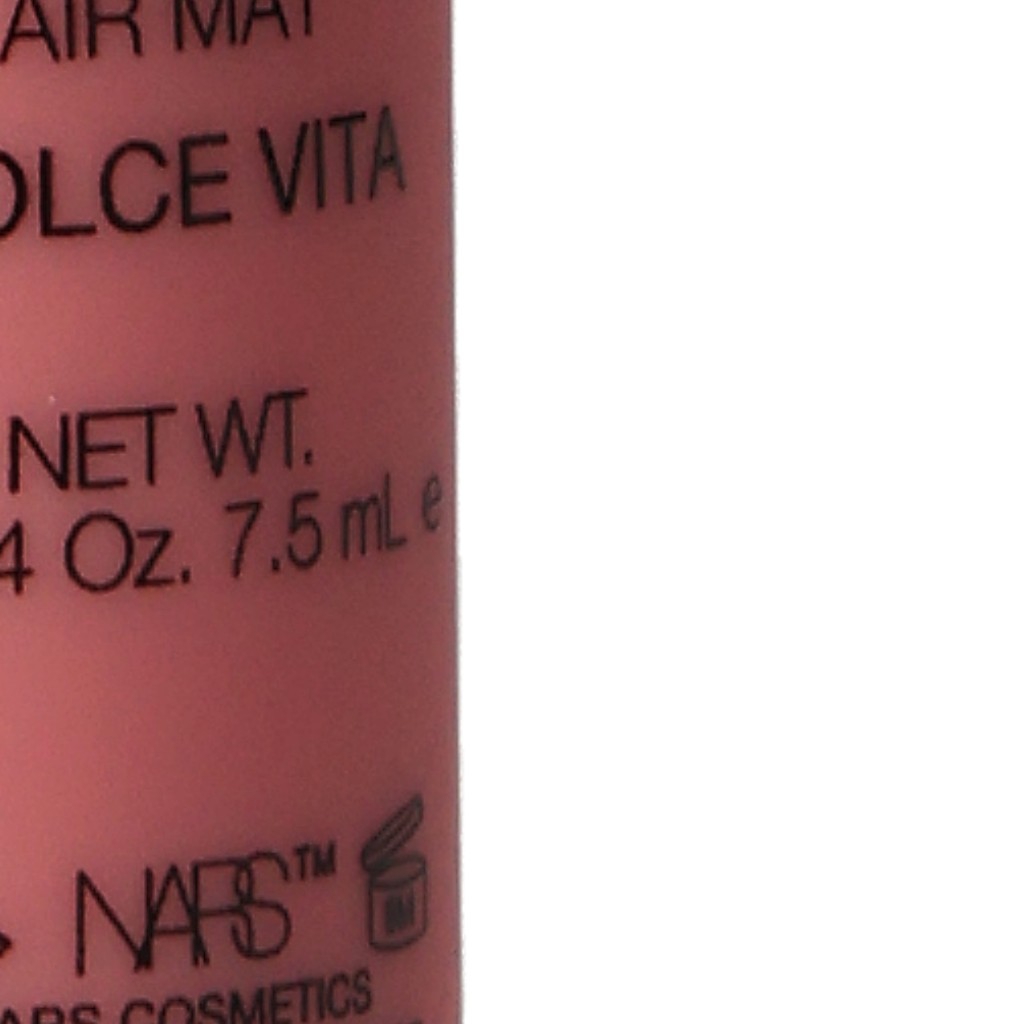 AIR MAT
OLCE VITA
NET WT.
4 Oz. 7.5 mL e
NARS™
ARS COSMETICS